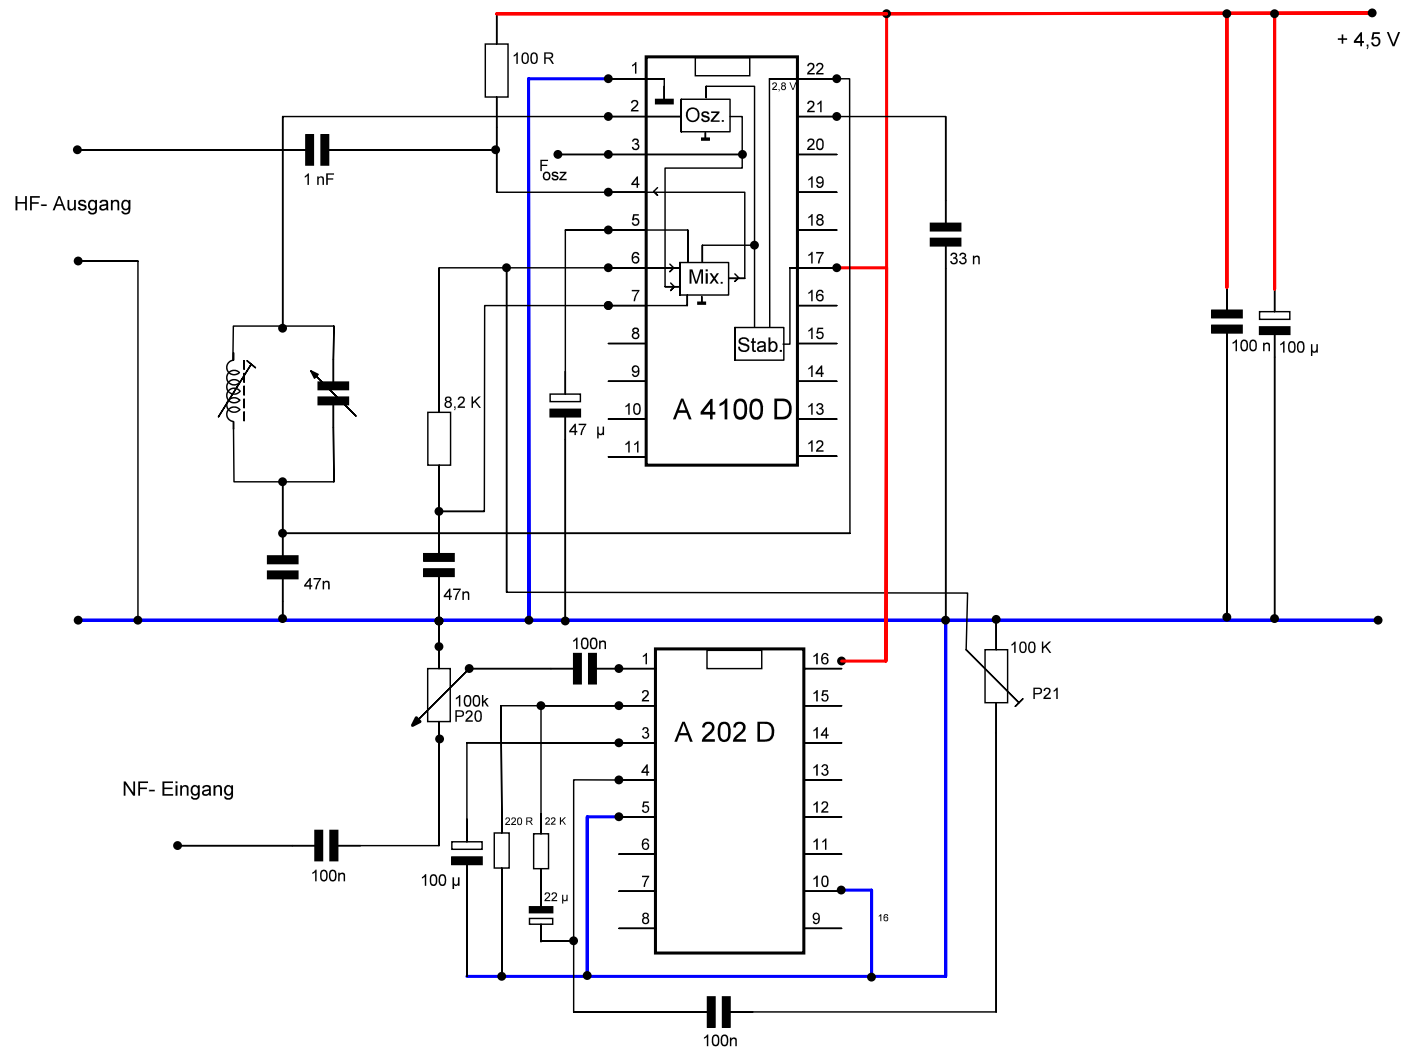 + 4,5 V
100 R
1 nF
HF- Ausgang
F
osz
1
2
3
4
5
6
7
8
9
10
11
22
21
20
19
18
17
16
15
14
13
12
2,8 V
Osz.
Mix.
Stab.
A 4100 D
33 n
100 n
100 µ
8,2 K
47 µ
47n
47n
100n
100k
P20
NF- Eingang
100n
100 µ
220 R
22 K
22 µ
1
2
3
4
5
6
7
8
16
15
14
13
12
11
10
9
A 202 D
16
100 K
P21
100n